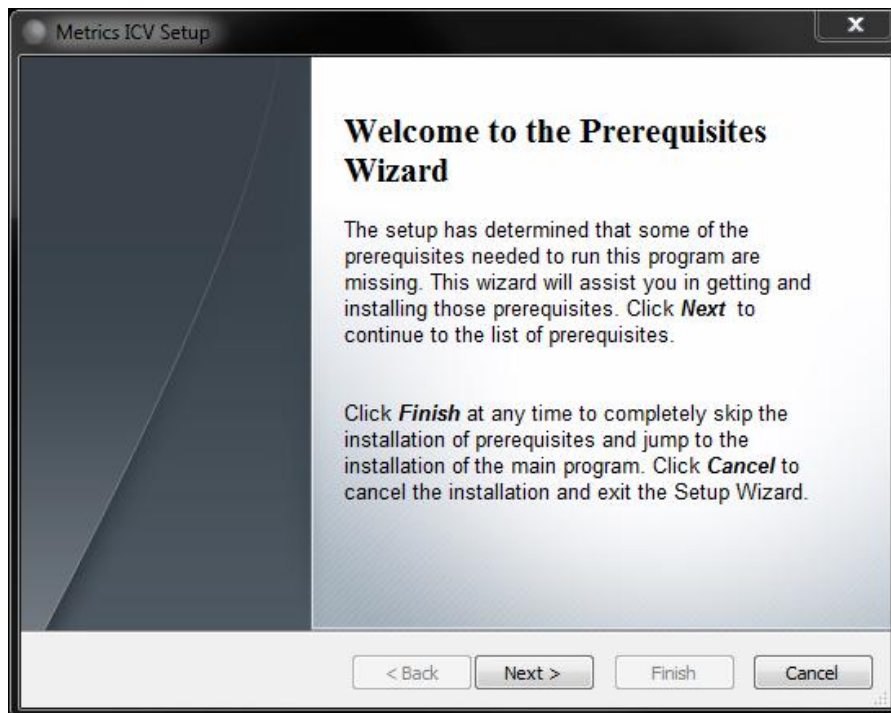 Metrics ICV Setup
X
Welcome to the Prerequisites
Wizard
The setup has determined that some of the
prerequisites needed to run this program are
missing. This wizard will assist you in getting and
installing those prerequisites. Click Next to
continue to the list of prerequisites.
Click Finish at any time to completely skip the
installation of prerequisites and jump to the
installation of the main program. Click Cancel to
cancel the installation and exit the Setup Wizard.
< Back Next > Finish Cancel